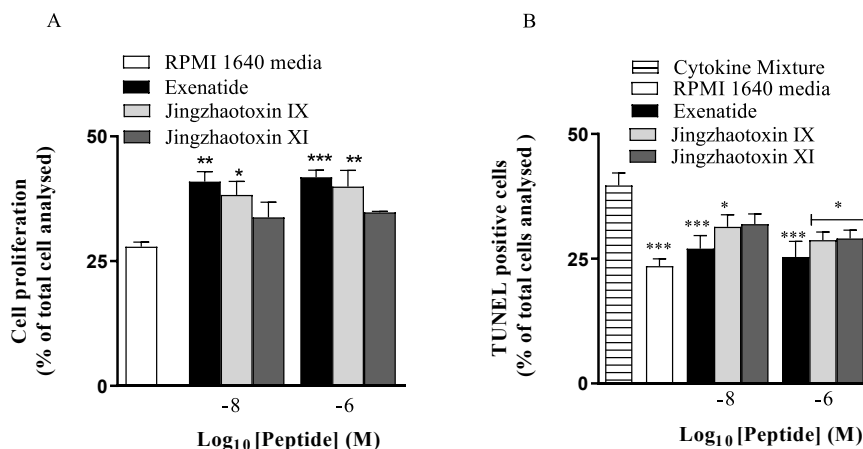 A
RPMI 1640 media
Exenatide
Jingzhaotoxin IX
Jingzhaotoxin XI
Cell proliferation
(% of total cell analysed)
50
25
0
** * *** **
-8 -6
Log10 [Peptide] (M)
B
Cytokine Mixture
RPMI 1640 media
Exenatide
Jingzhaotoxin IX
Jingzhaotoxin XI
TUNEL positive cells
(% of total cells analysed )
50
25
0
*** *** * *** *
-8 -6
Log10 [Peptide] (M)